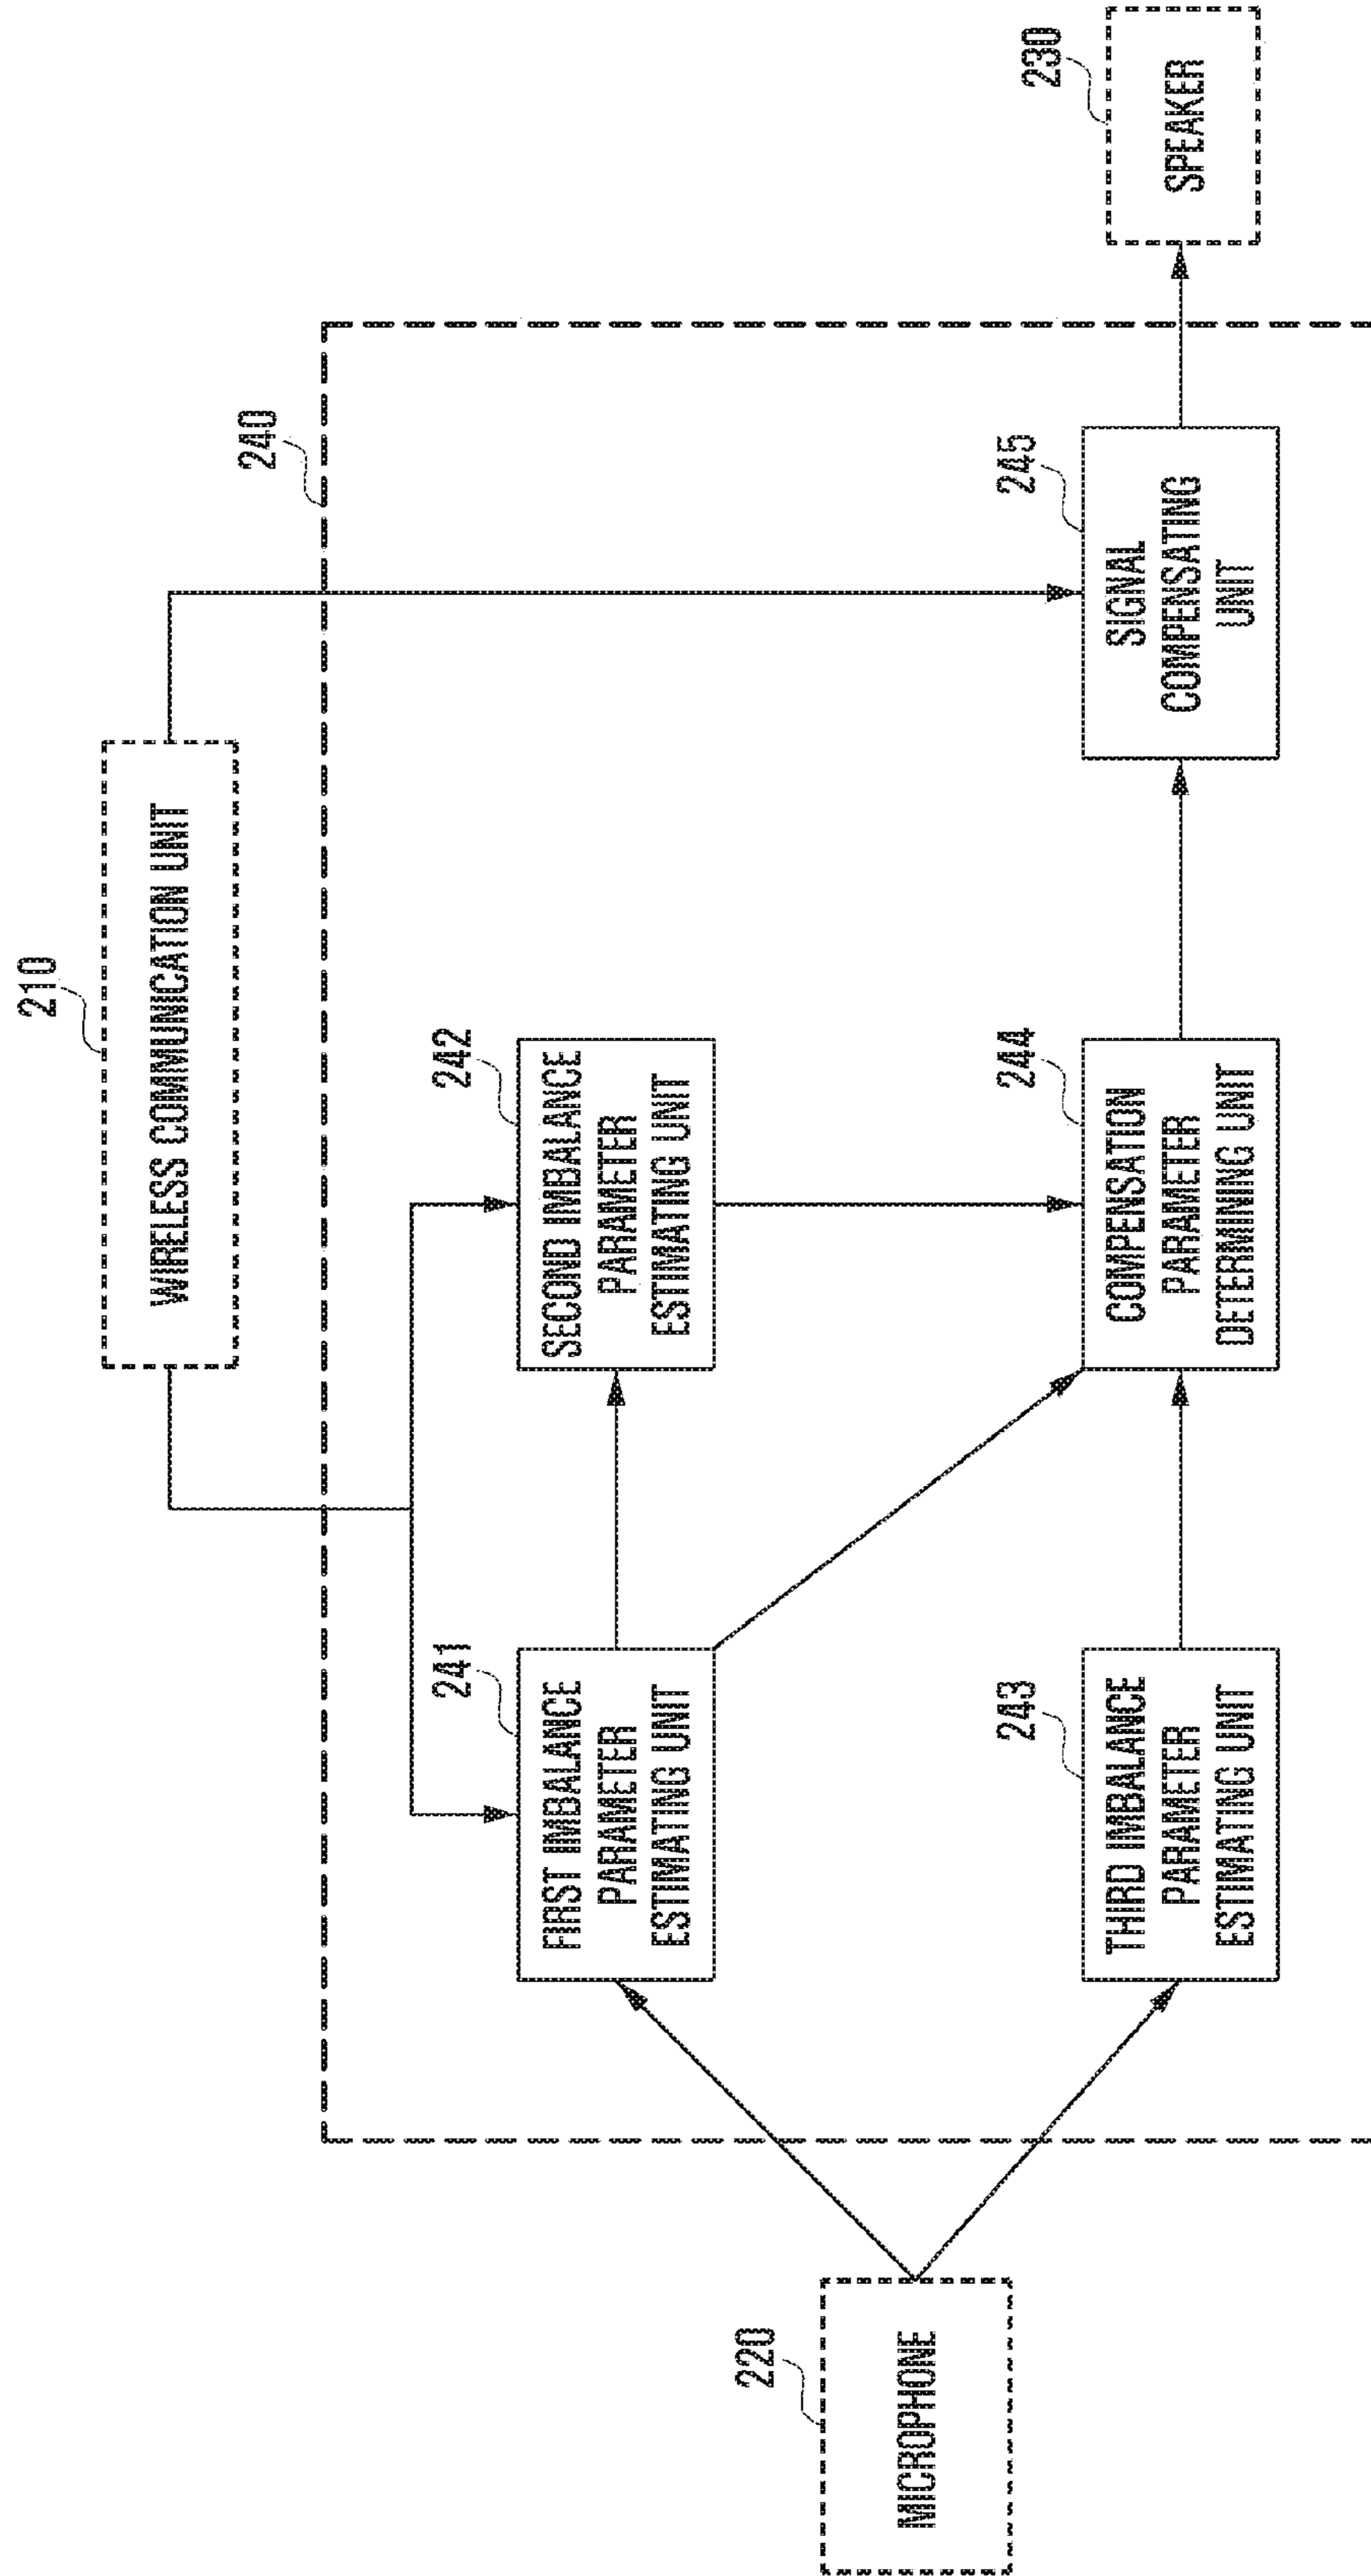 210
WIRELESS COMMUNICATION UNIT
240
241
FIRST IMBALANCE
PARAMETER
ESTIMATING UNIT
242
SECOND IMBALANCE
PARAMETER
ESTIMATING UNIT
220
MICROPHONE
243
THIRD IMBALANCE
PARAMETER
ESTIMATING UNIT
244
COMPENSATION
PARAMETER
DETERMINING UNIT
245
SIGNAL
COMPENSATING
UNIT
230
SPEAKER